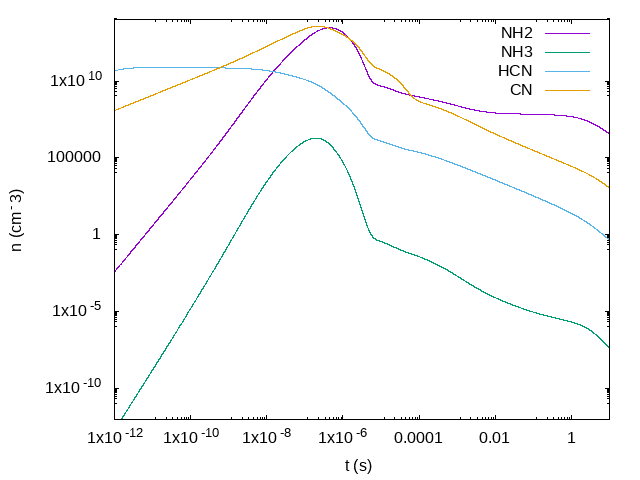 NH2
NH3
HCN
CN
1x10^10
100000
1
1x10^-5
1x10^-10
n (cm^-3)
1x10^-12 1x10^-10 1x10^-8 1x10^-6 0.0001 0.01 1
t (s)